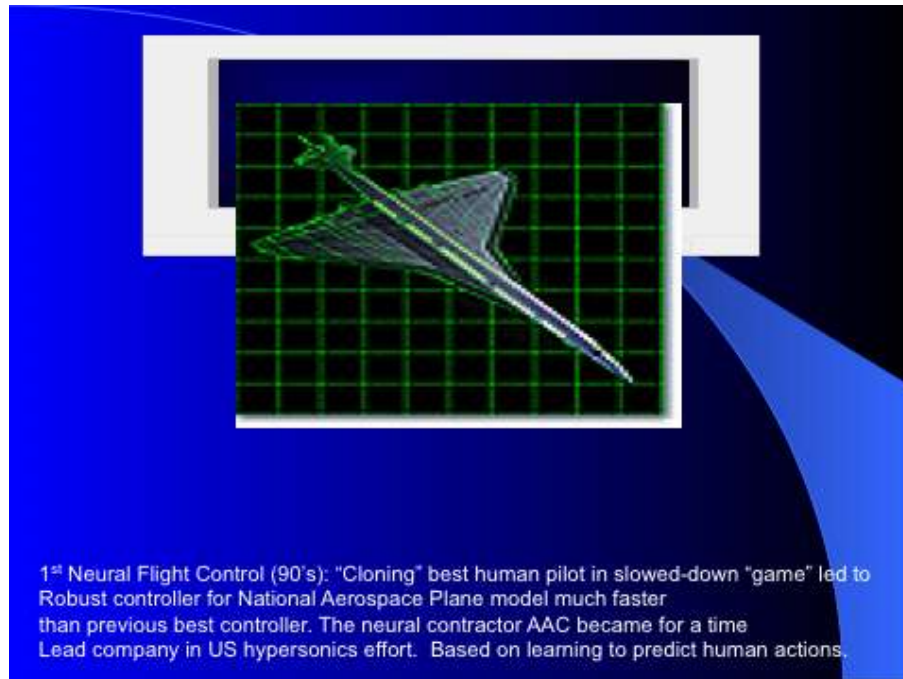 1st Neural Flight Control (90's): "Cloning" best human pilot in slowed-down "game" led to
Robust controller for National Aerospace Plane model much faster
than previous best controller. The neural contractor AAC became for a time
Lead company in US hypersonics effort.  Based on learning to predict human actions.